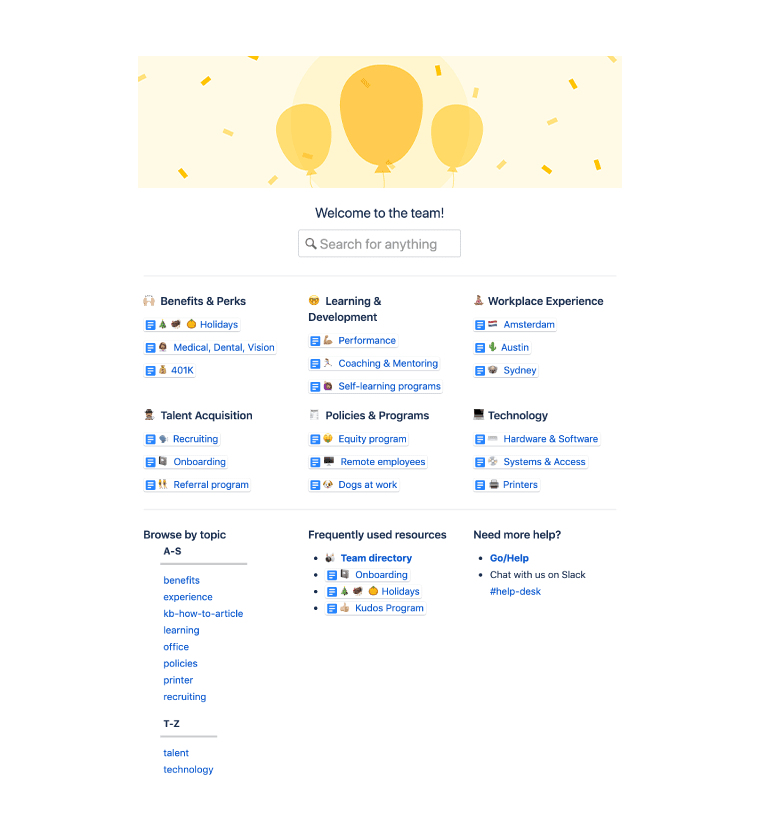 Welcome to the team!
Search for anything
Benefits & Perks
Holidays
Medical, Dental, Vision
401K
Learning &
Development
Performance
Coaching & Mentoring
Self-learning programs
Workplace Experience
Amsterdam
Austin
Sydney
Talent Acquisition
Recruiting
Onboarding
Referral program
Policies & Programs
Equity program
Remote employees
Dogs at work
Technology
Hardware & Software
Systems & Access
Printers
Browse by topic
A-S
benefits
experience
kb-how-to-article
learning
office
policies
printer
recruiting
T-Z
talent
technology
Frequently used resources
Team directory
Onboarding
Holidays
Kudos Program
Need more help?
Go/Help
Chat with us on Slack
#help-desk